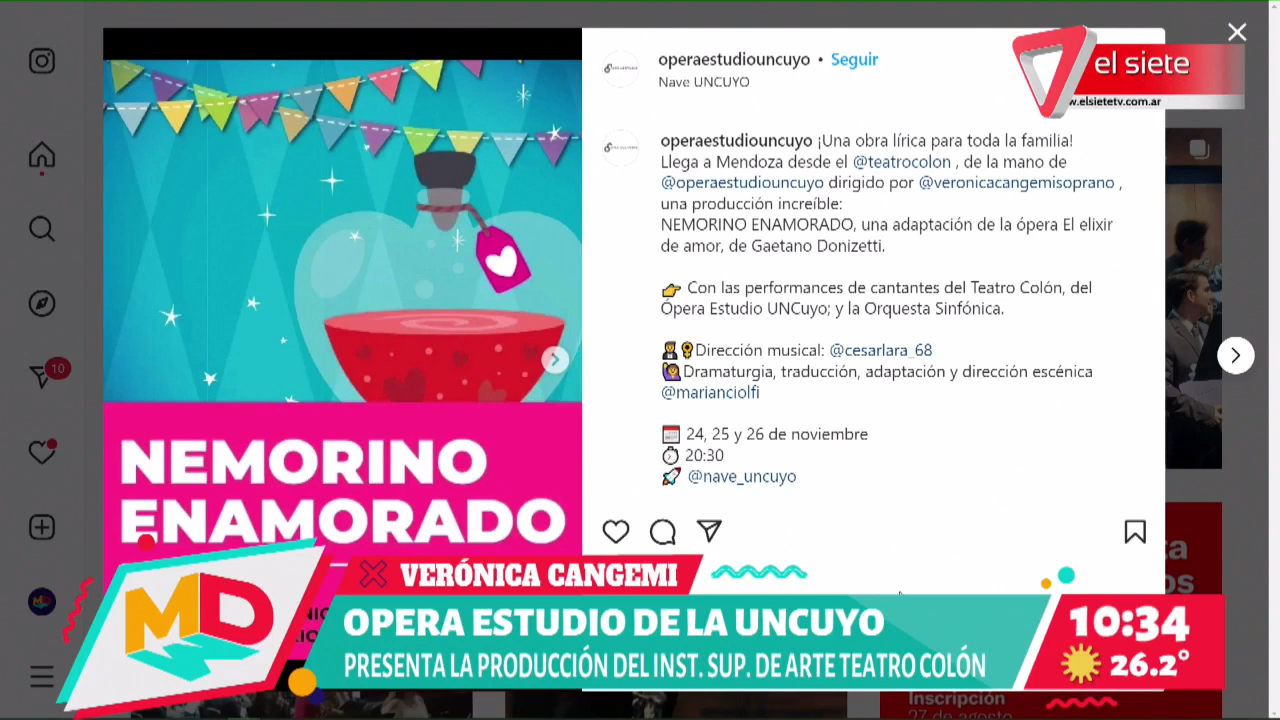 operaestudiouncuyo • Seguir
Nave UNCUYO
el siete
www.elsietetv.com.ar
operaestudiouncuyo ¡Una obra lírica para toda la familia!
Llega a Mendoza desde el @teatrocolon , de la mano de
@operaestudiouncuyo dirigido por @veronicacangemisoprano ,
una producción increíble:
NEMORINO ENAMORADO, una adaptación de la ópera El elixir
de amor, de Gaetano Donizetti.
👉 Con las performances de cantantes del Teatro Colón, del
Ópera Estudio UNCuyo; y la Orquesta Sinfónica.
Dirección musical: @cesarlara_68
Dramaturgia, traducción, adaptación y dirección escénica
@marianciolfi
24, 25 y 26 de noviembre
20:30
@nave_uncuyo
10
NEMORINO
ENAMORADO
MD
VERÓNICA CANGEMI
OPERA ESTUDIO DE LA UNCUYO
PRESENTA LA PRODUCCIÓN DEL INST. SUP. DE ARTE TEATRO COLÓN
10:34
26.2°
Inscripción
27 de agosto